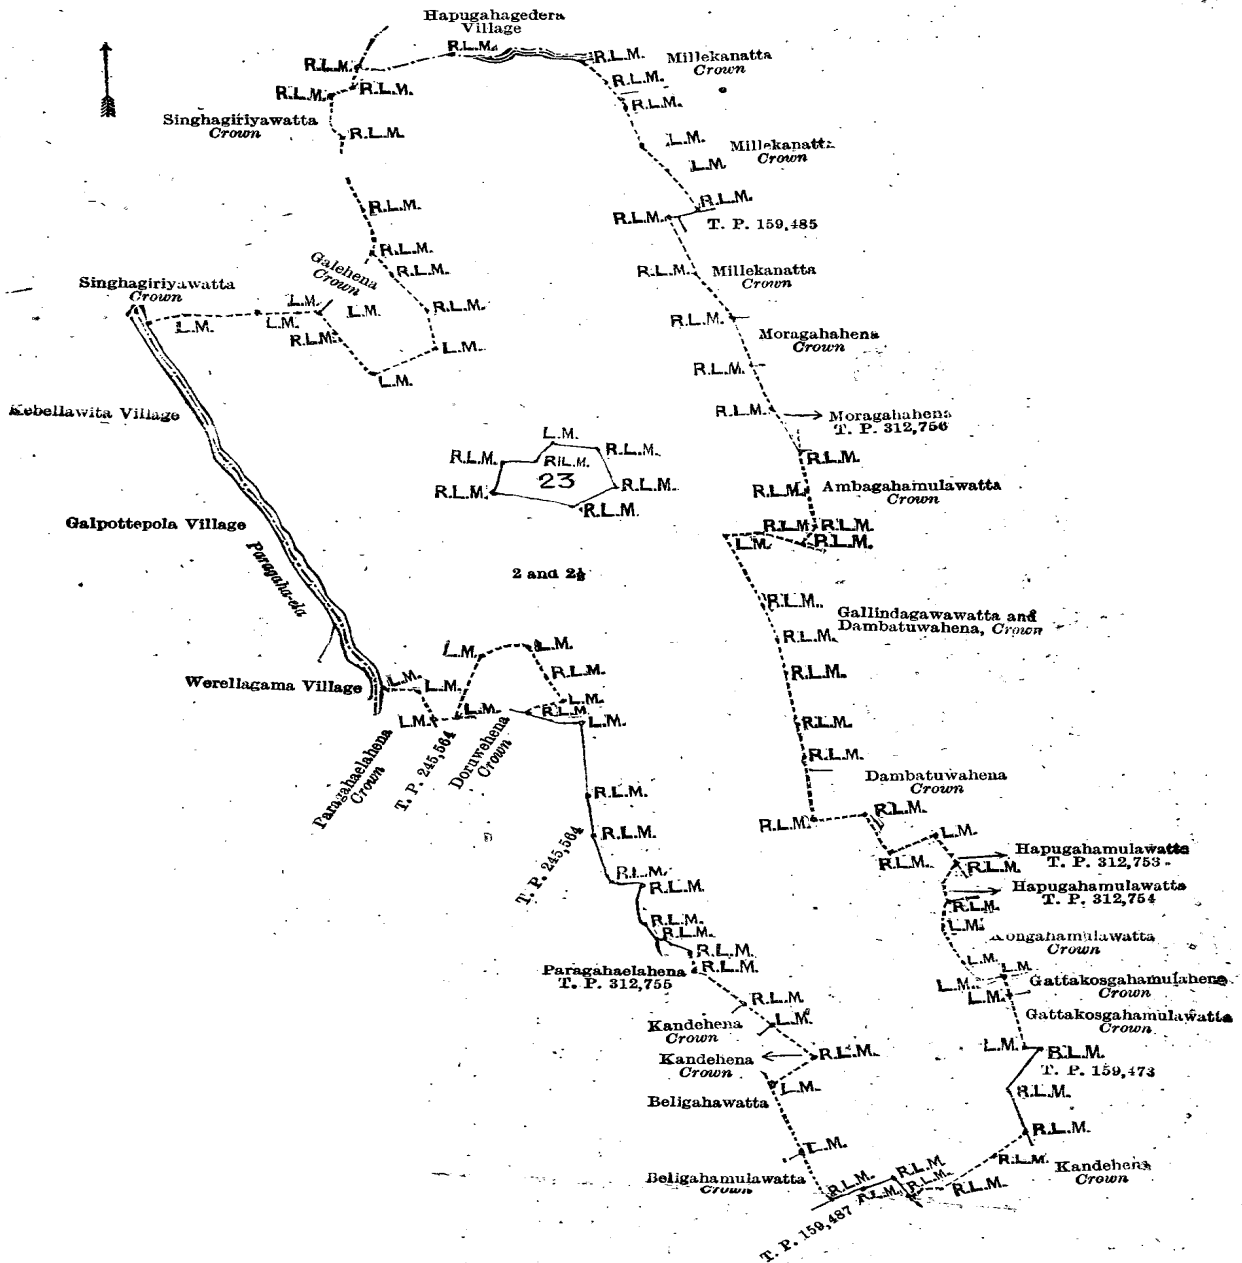 Hapugahagedera
Village
R.L.M.
R.L.M.
Millekanatta
Crown
R.L.M.
R.L.M.
R.L.M.
R.L.M.
R.L.M.
Singhagiriyawatta
Crown
R.L.M.
L.M.
Millekanatta
Crown
L.M.
R.L.M.
R.L.M.
R.L.M.
T. P. 159,485
R.L.M.
Galehena
Crown
R.L.M.
R.L.M.
Millekanatta
Crown
Singhagiriyawatta
Crown
L.M.
L.M.
R.L.M.
L.M.
L.M.
R.L.M.
R.L.M.
Moragahahena
Crown
L.M.
L.M.
R.L.M.
Kebellawita Village
R.L.M.
Moragahahena
T. P. 312,756
L.M.
R.L.M.
R.L.M.
R.L.M.
R.L.M.
23
R.L.M.
R.L.M.
R.L.M.
R.L.M.
Ambagahamulawatta
Crown
Galpottepola Village
R.L.M.
R.L.M.
L.M.
R.L.M.
Paragaha-ela
2 and 2½
R.L.M.
Gallindagawawatta and
Dambatuwahena, Crown
R.L.M.
L.M.
L.M.
R.L.M.
R.L.M.
Werellagama Village
L.M.
L.M.
L.M.
L.M.
L.M.
R.L.M.
L.M.
R.L.M.
Paragahaelahena
Crown
T. P. 245,564
Doruwehena
Crown
R.L.M.
Dambatuwahena
Crown
R.L.M.
R.L.M.
T. P. 245,564
R.L.M.
R.L.M.
L.M.
R.L.M.
Hapugahamulawatta
T. P. 312,753
R.L.M.
R.L.M.
R.L.M.
Hapugahamulawatta
T. P. 312,754
R.L.M.
R.L.M.
R.L.M.
L.M.
Kongahamulawatta
Crown
R.L.M.
R.L.M.
Paragahaelahena
T. P. 312,755
L.M.
L.M.
L.M.
Gattakosgahamulahena
Crown
L.M.
R.L.M.
Gattakosgahamulawatta
Crown
Kandehena
Crown
L.M.
L.M.
R.L.M.
T. P. 159,473
Kandehena
Crown
R.L.M.
L.M.
R.L.M.
Beligahawatta
R.L.M.
L.M.
R.L.M.
Kandehena
Crown
Beligahamulawatta
Crown
R.L.M.
R.L.M.
R.L.M.
R.L.M.
R.L.M.
T. P. 159,487